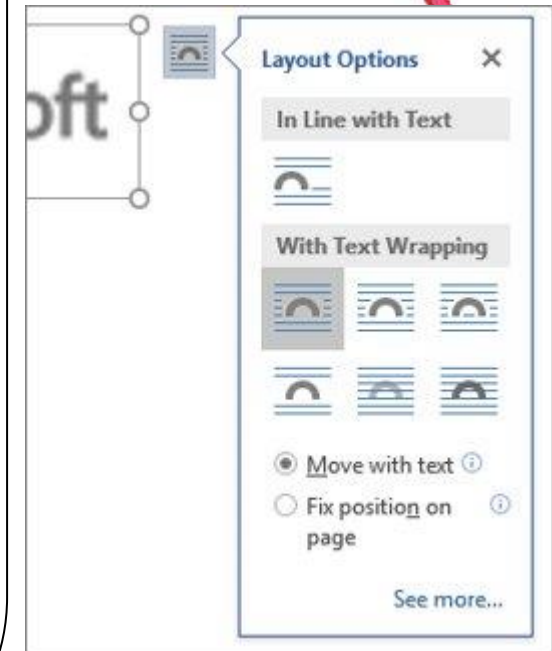 oft
Layout Options
In Line with Text
With Text Wrapping
Move with text
Fix position on
page
See more...